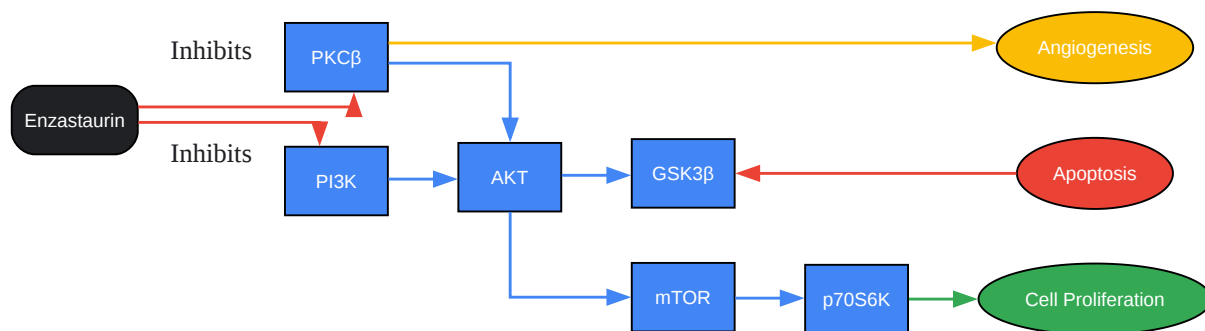 Inhibits
PKCβ
Angiogenesis
Enzastaurin
Inhibits
PI3K
AKT
GSK3β
Apoptosis
mTOR
p70S6K
Cell Proliferation